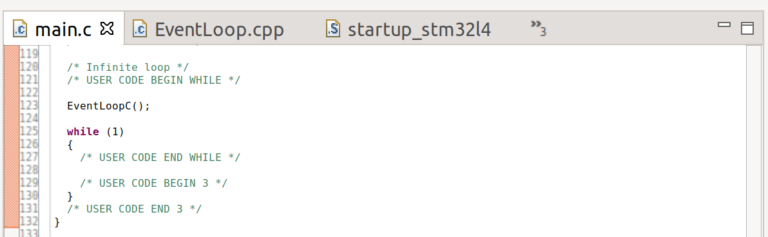 main.c
EventLoop.cpp
startup_stm32l4
»3
119
120 /* Infinite loop */
121 /* USER CODE BEGIN WHILE */
122
123 EventLoopC();
124
125 while (1)
126 {
127 /* USER CODE END WHILE */
128
129 /* USER CODE BEGIN 3 */
130 }
131 /* USER CODE END 3 */
132 }
133